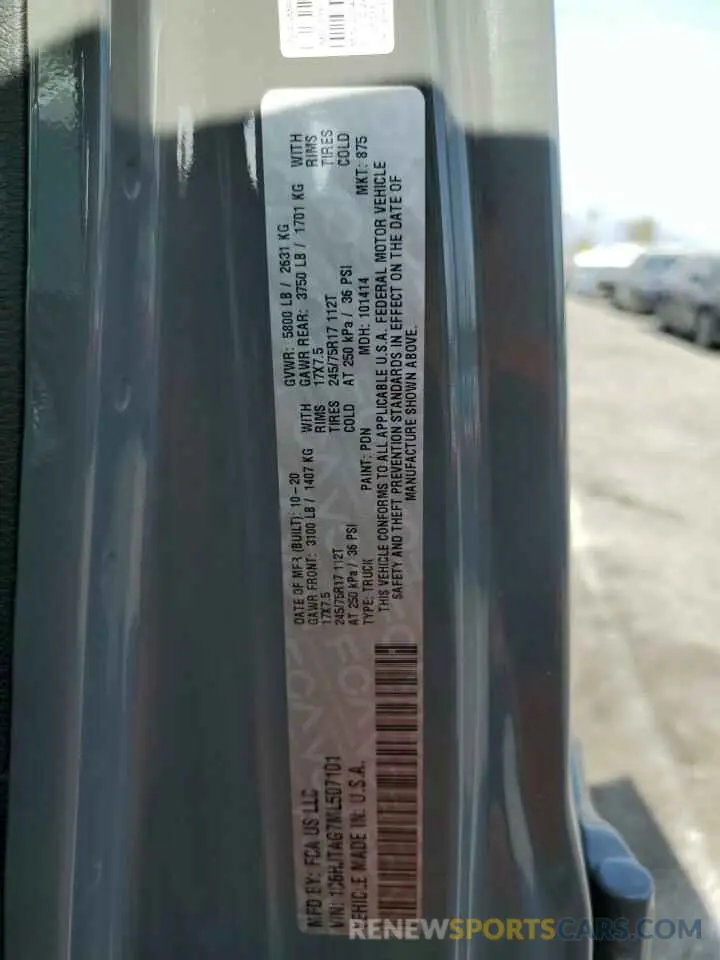 MFD BY: FCA US LLC
DATE OF MFR (BUILT): 10-20
GVWR: 5800 LB / 2631 KG
GAWR FRONT: 3100 LB / 1407 KG WITH
GAWR REAR: 3750 LB / 1701 KG WITH
17X7.5 RIMS
17X7.5 RIMS
245/75R17 112T TIRES
245/75R17 112T TIRES
AT 250 kPa / 36 PSI COLD
AT 250 kPa / 36 PSI COLD
VIN: 1C6HJTAG7ML507101
TYPE: TRUCK PAINT: PDN MDH: 101414 MKT: 875
VEHICLE MADE IN: U.S.A.
THIS VEHICLE CONFORMS TO ALL APPLICABLE U.S.A. FEDERAL MOTOR VEHICLE
SAFETY AND THEFT PREVENTION STANDARDS IN EFFECT ON THE DATE OF
MANUFACTURE SHOWN ABOVE.
RENEWSPORTSCARS.COM